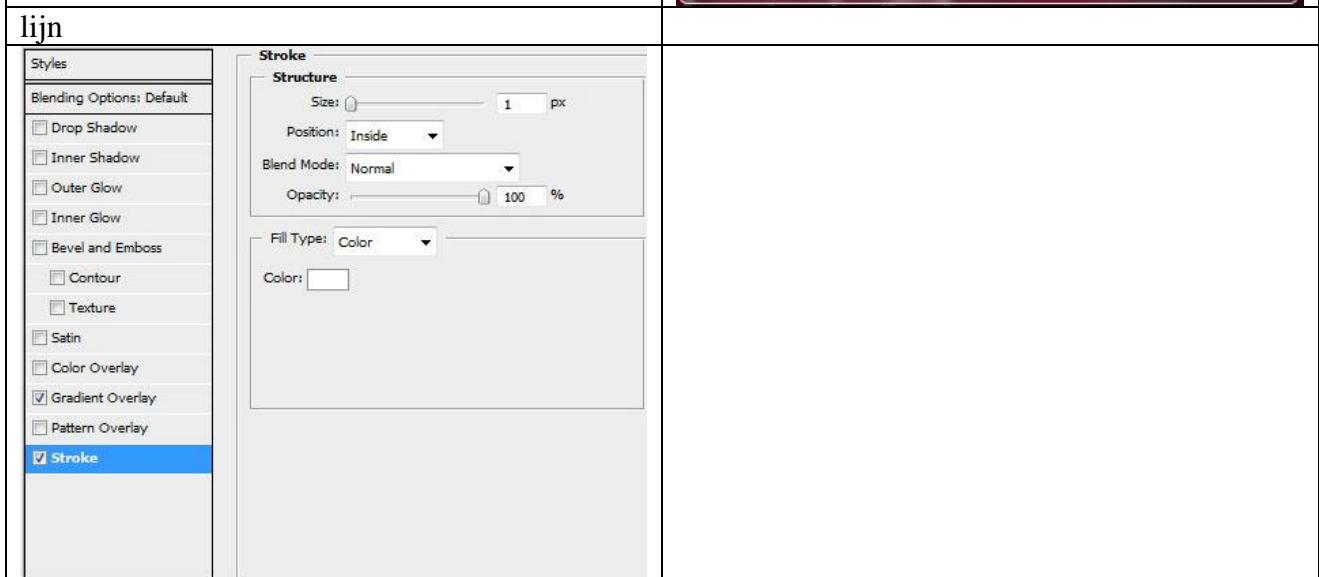 lijn
Styles
Blending Options: Default
Drop Shadow
Inner Shadow
Outer Glow
Inner Glow
Bevel and Emboss
Contour
Texture
Satin
Color Overlay
Gradient Overlay
Pattern Overlay
Stroke
Stroke
Structure
Size: 1 px
Position: Inside
Blend Mode: Normal
Opacity: 100 %
Fill Type: Color
Color: